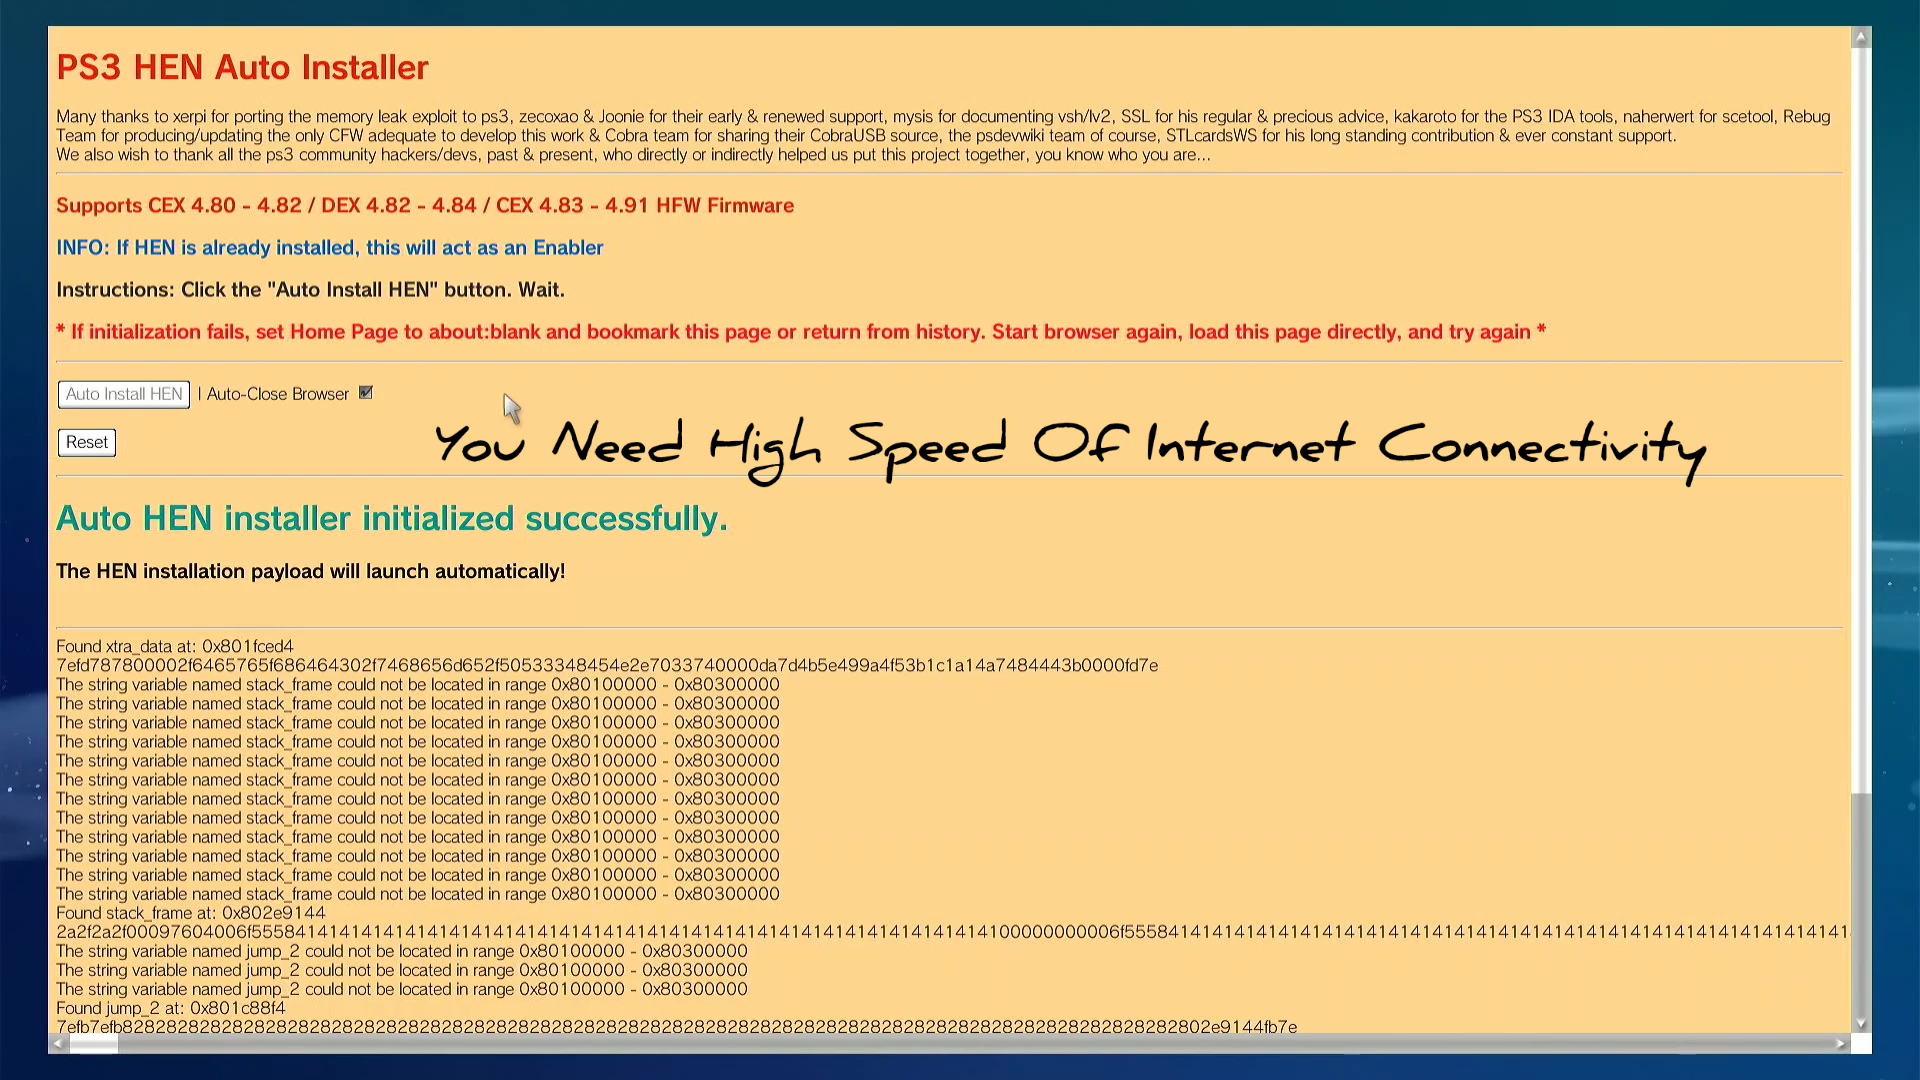 PS3 HEN Auto Installer
Many thanks to xerpi for porting the memory leak exploit to ps3, zecoxao & Joonie for their early & renewed support, mysis for documenting vsh/lv2, SSL for his regular & precious advice, kakaroto for the PS3 IDA tools, naherwert for scetool, Rebug
Team for producing/updating the only CFW adequate to develop this work & Cobra team for sharing their CobraUSB source, the psdevwiki team of course, STLcardsWS for his long standing contribution & ever constant support.
We also wish to thank all the ps3 community hackers/devs, past & present, who directly or indirectly helped us put this project together, you know who you are...
Supports CEX 4.80 - 4.82 / DEX 4.82 - 4.84 / CEX 4.83 - 4.91 HFW Firmware
INFO: If HEN is already installed, this will act as an Enabler
Instructions: Click the "Auto Install HEN" button. Wait.
* If initialization fails, set Home Page to about:blank and bookmark this page or return from history. Start browser again, load this page directly, and try again *
Auto Install HEN | Auto-Close Browser
Reset
You Need High Speed Of Internet Connectivity
Auto HEN installer initialized successfully.
The HEN installation payload will launch automatically!
Found xtra_data at: 0x801fced4
7efd787800002f6465765f686464302f7468656d652f50533348454e2e7033740000da7d4b5e499a4f53b1c1a14a7484443b0000fd7e
The string variable named stack_frame could not be located in range 0x80100000 - 0x80300000
The string variable named stack_frame could not be located in range 0x80100000 - 0x80300000
The string variable named stack_frame could not be located in range 0x80100000 - 0x80300000
The string variable named stack_frame could not be located in range 0x80100000 - 0x80300000
The string variable named stack_frame could not be located in range 0x80100000 - 0x80300000
The string variable named stack_frame could not be located in range 0x80100000 - 0x80300000
The string variable named stack_frame could not be located in range 0x80100000 - 0x80300000
The string variable named stack_frame could not be located in range 0x80100000 - 0x80300000
The string variable named stack_frame could not be located in range 0x80100000 - 0x80300000
The string variable named stack_frame could not be located in range 0x80100000 - 0x80300000
The string variable named stack_frame could not be located in range 0x80100000 - 0x80300000
The string variable named stack_frame could not be located in range 0x80100000 - 0x80300000
Found stack_frame at: 0x802e9144
The string variable named jump_2 could not be located in range 0x80100000 - 0x80300000
The string variable named jump_2 could not be located in range 0x80100000 - 0x80300000
The string variable named jump_2 could not be located in range 0x80100000 - 0x80300000
Found jump_2 at: 0x801c88f4